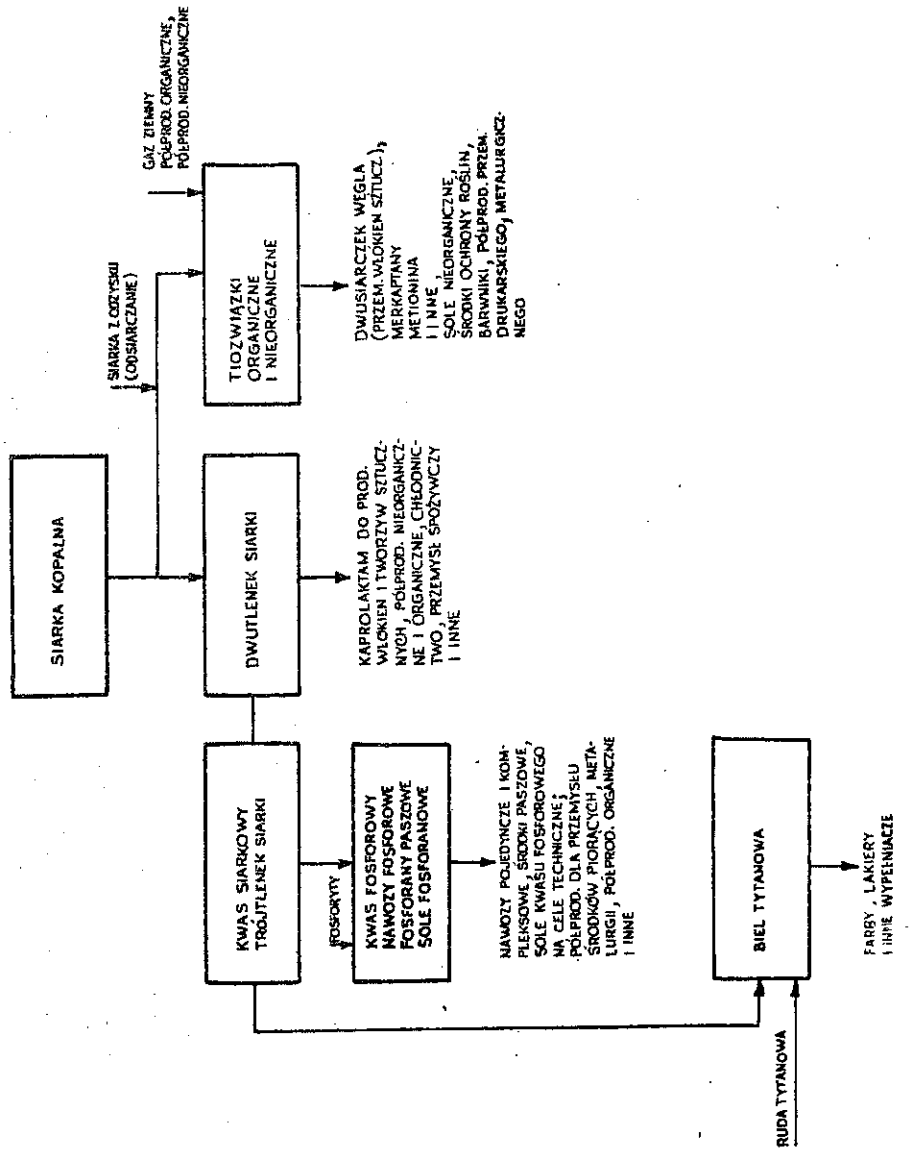 SIARKA KOPALNA
SIARKA Z ODZYSKU
(ODSIARCZANIE)
GAZ ZIEMNY
PÓŁPROD. ORGANICZNE,
PÓŁPROD. NIEORGANICZNE
KWAS SIARKOWY
TRÓJTLENEK SIARKI
DWUTLENEK SIARKI
TIOZWIĄZKI
ORGANICZNE
I NIEORGANICZNE
FOSFORYTY
KWAS FOSFOROWY
NAWOZY FOSFOROWE
FOSFORANY PASZOWE
SOLE FOSFORANOWE
KAPROLAKTAM DO PROD.
WŁÓKIEN I TWORZYW SZTUCZ-
NYCH, PÓŁPROD. NIEORGANICZ-
NE I ORGANICZNE, CHŁODNIC-
TWO, PRZEMYSŁ SPOŻYWCZY
I INNE
DWUSIARCZEK WĘGLA
(PRZEM. WŁÓKIEN SZTUCZ.),
MERKAPTANY
METIONINA
I INNE,
SOLE NIEORGANICZNE,
ŚRODKI OCHRONY ROŚLIN,
BARWNIKI, PÓŁPROD. PRZEM.
DRUKARSKIEGO, METALURGICZ-
NEGO
NAWOZY POJEDYNCZE I KOM-
PLEKSOWE, ŚRODKI PASZOWE,
SOLE KWASU FOSFOROWEGO
NA CELE TECHNICZNE;
PÓŁPROD. DLA PRZEMYSŁU
ŚRODKÓW PIORĄCYCH, META-
LURGII, PÓŁPROD. ORGANICZNE
I INNE
RUDA TYTANOWA
BIEL TYTANOWA
FARBY, LAKIERY
I INNE WYPEŁNIACZE